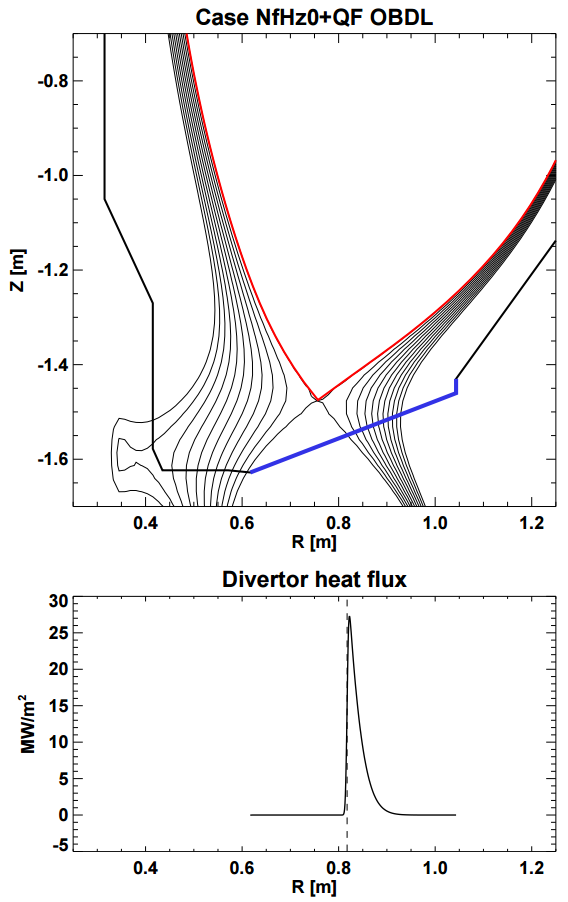 Case NfHz0+QF OBDL
-0.8
-1.0
-1.2
-1.4
-1.6
Z [m]
0.4 0.6 0.8 1.0 1.2
R [m]
Divertor heat flux
30
25
20
15
10
5
0
-5
MW/m²
0.4 0.6 0.8 1.0 1.2
R [m]